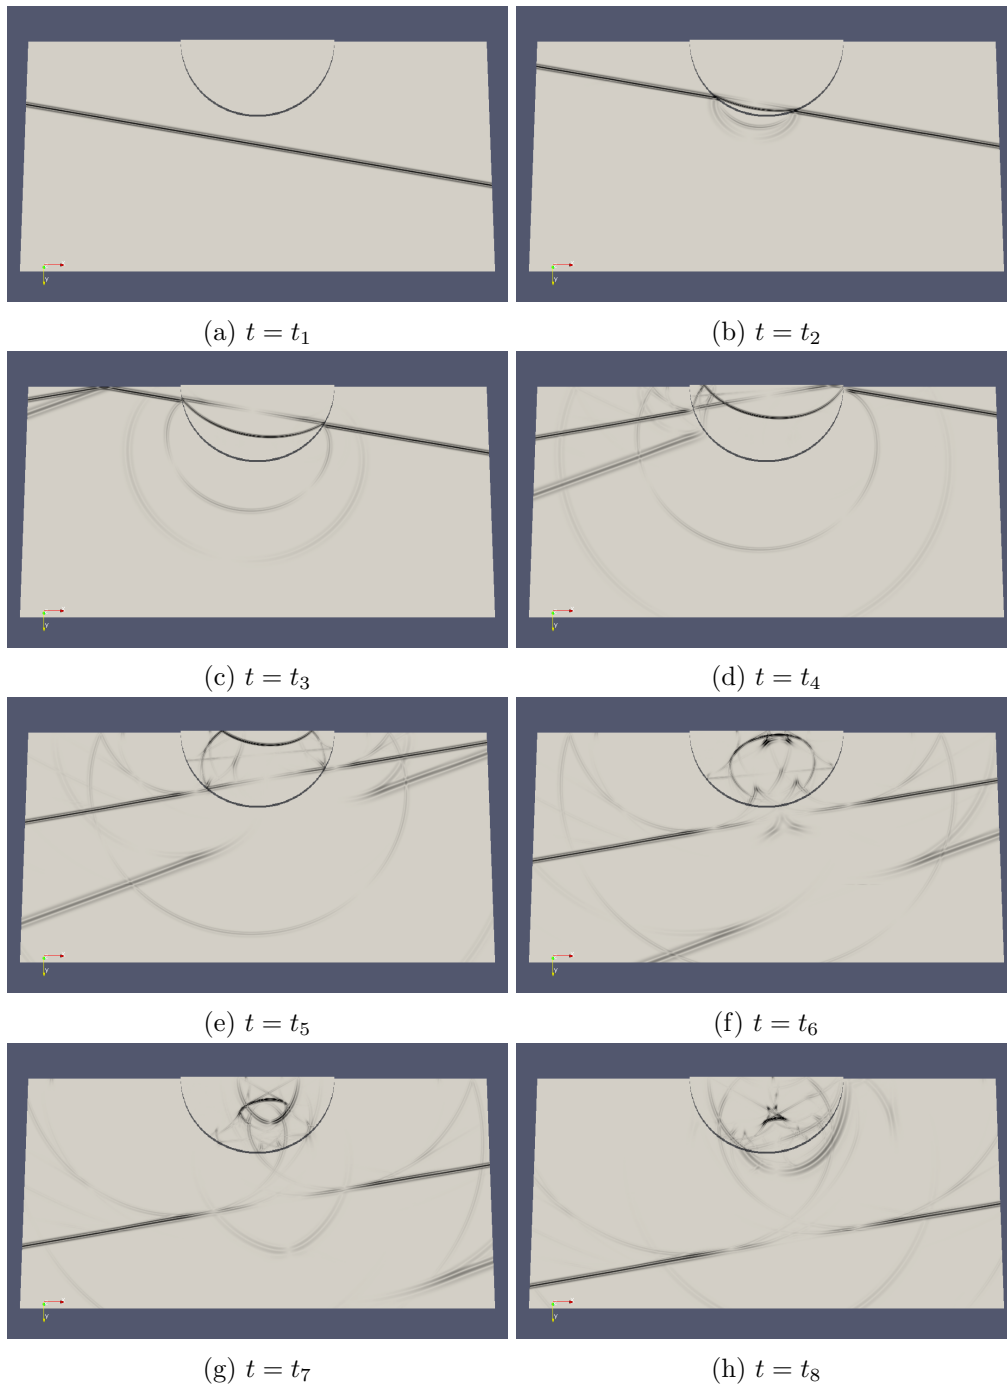 (a) t = t₁
(b) t = t₂
(c) t = t₃
(d) t = t₄
(e) t = t₅
(f) t = t₆
(g) t = t₇
(h) t = t₈